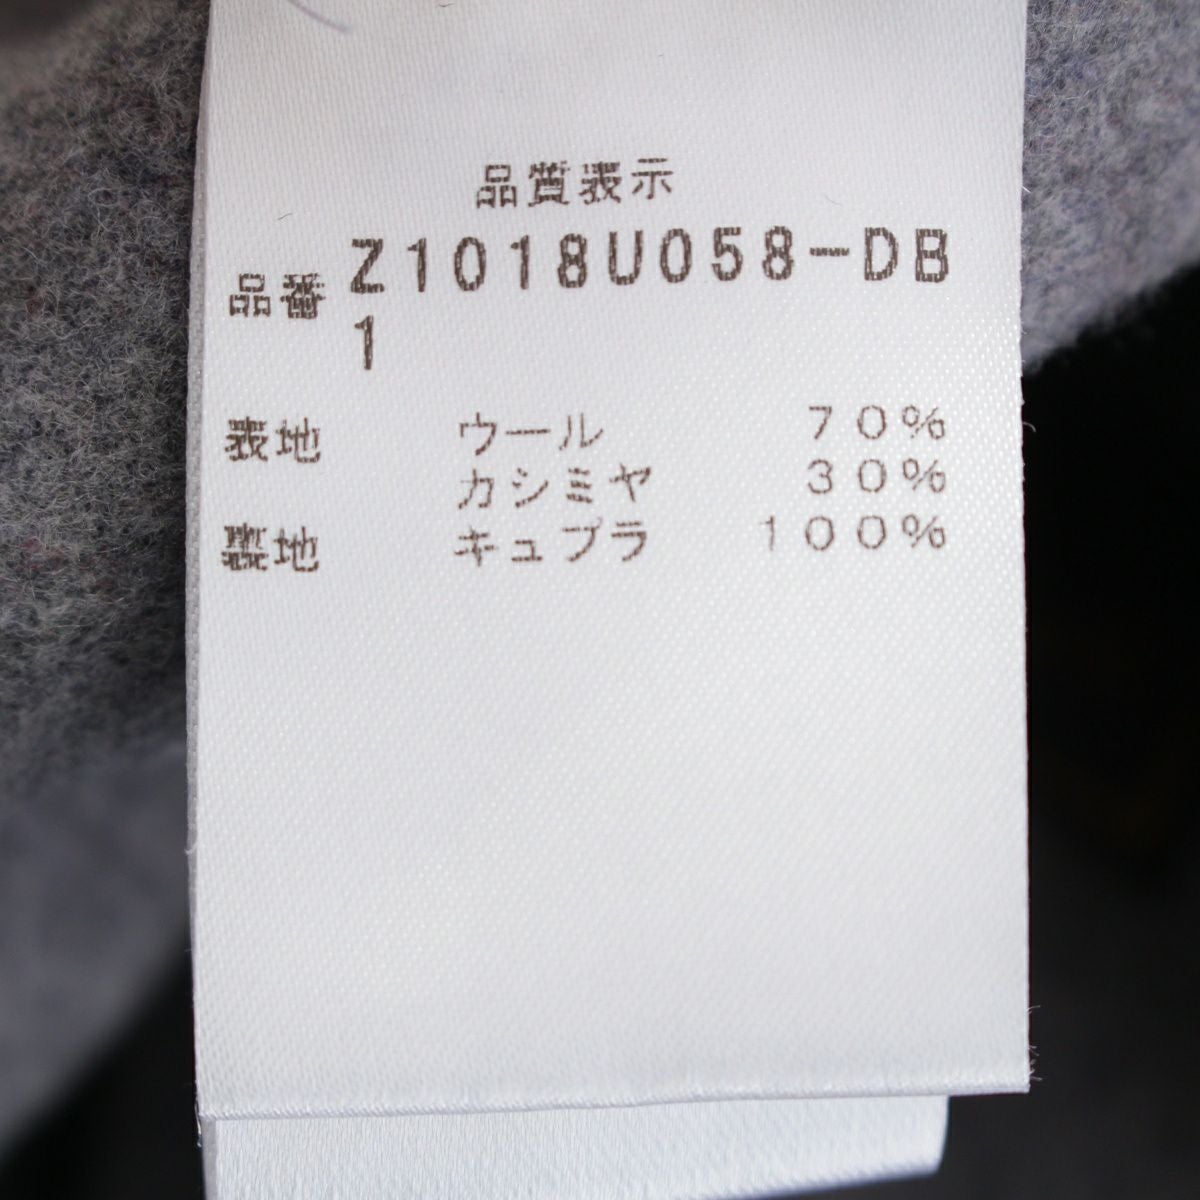 品質表示
品番 Z1018U058-DB
1
表地 ウール 70%
カシミヤ 30%
裏地 キュプラ 100%